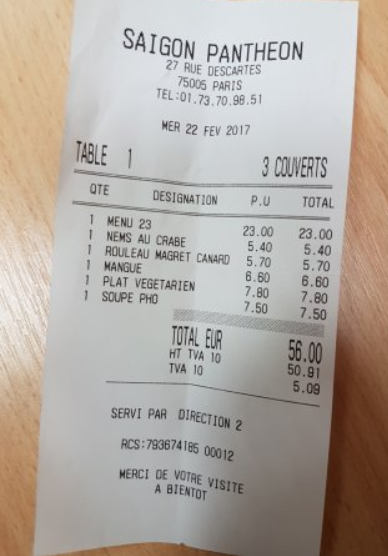 SAIGON PANTHEON
27 RUE DESCARTES
75005 PARIS
TEL:01.73.70.98.51
MER 22 FEV 2017
TABLE 1 3 COUVERTS
QTE DESIGNATION P.U TOTAL
1 MENU 23 23.00 23.00
1 NEMS AU CRABE 5.40 5.40
1 ROULEAU MAGRET CANARD 5.70 5.70
1 MANGUE 6.60 6.60
1 PLAT VEGETARIEN 7.80 7.80
1 SOUPE PHO 7.50 7.50
TOTAL EUR 56.00
HT TVA 10 50.91
TVA 10 5.09
SERVI PAR DIRECTION 2
RCS:793674185 00012
MERCI DE VOTRE VISITE
A BIENTOT